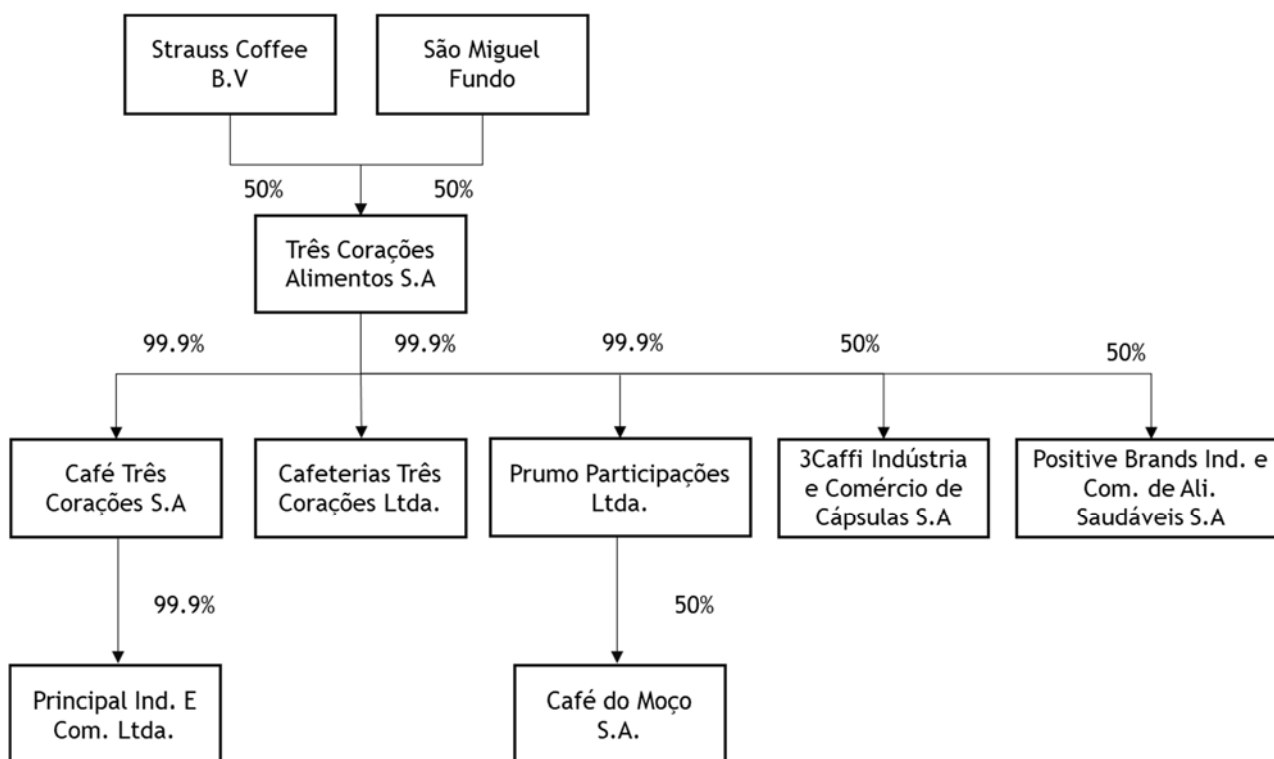 Strauss Coffee
B.V
São Miguel
Fundo
50%
50%
Três Corações
Alimentos S.A
99.9%
99.9%
99.9%
50%
50%
Café Três
Corações S.A
Cafeterias Três
Corações Ltda.
Prumo Participações
Ltda.
3Caffi Indústria
e Comércio de
Cápsulas S.A
Positive Brands Ind. e
Com. de Ali.
Saudáveis S.A
99.9%
50%
Principal Ind. E
Com. Ltda.
Café do Moço
S.A.